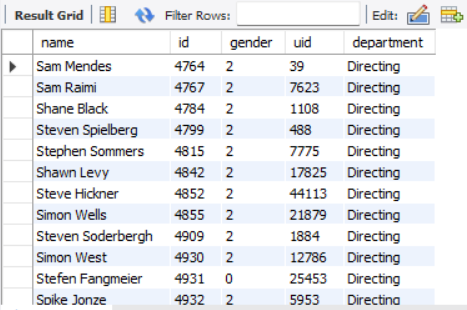 Result Grid Filter Rows: Edit:
name id gender uid department
Sam Mendes 4764 2 39 Directing
Sam Raimi 4767 2 7623 Directing
Shane Black 4784 2 1108 Directing
Steven Spielberg 4799 2 488 Directing
Stephen Sommers 4815 2 7775 Directing
Shawn Levy 4842 2 17825 Directing
Steve Hickner 4852 2 44113 Directing
Simon Wells 4855 2 21879 Directing
Steven Soderbergh 4909 2 1884 Directing
Simon West 4930 2 12786 Directing
Stefen Fangmeier 4931 0 25453 Directing
Spike Jonze 4932 2 5953 Directing